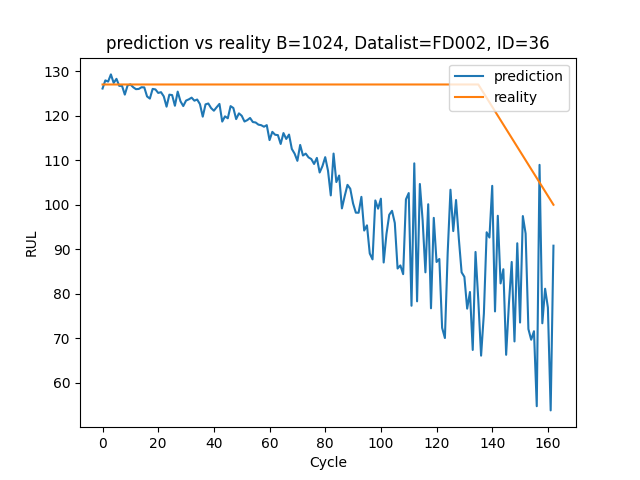 prediction vs reality B=1024, Datalist=FD002, ID=36
prediction
reality
130
120
110
100
90
80
70
60
RUL
0 20 40 60 80 100 120 140 160
Cycle